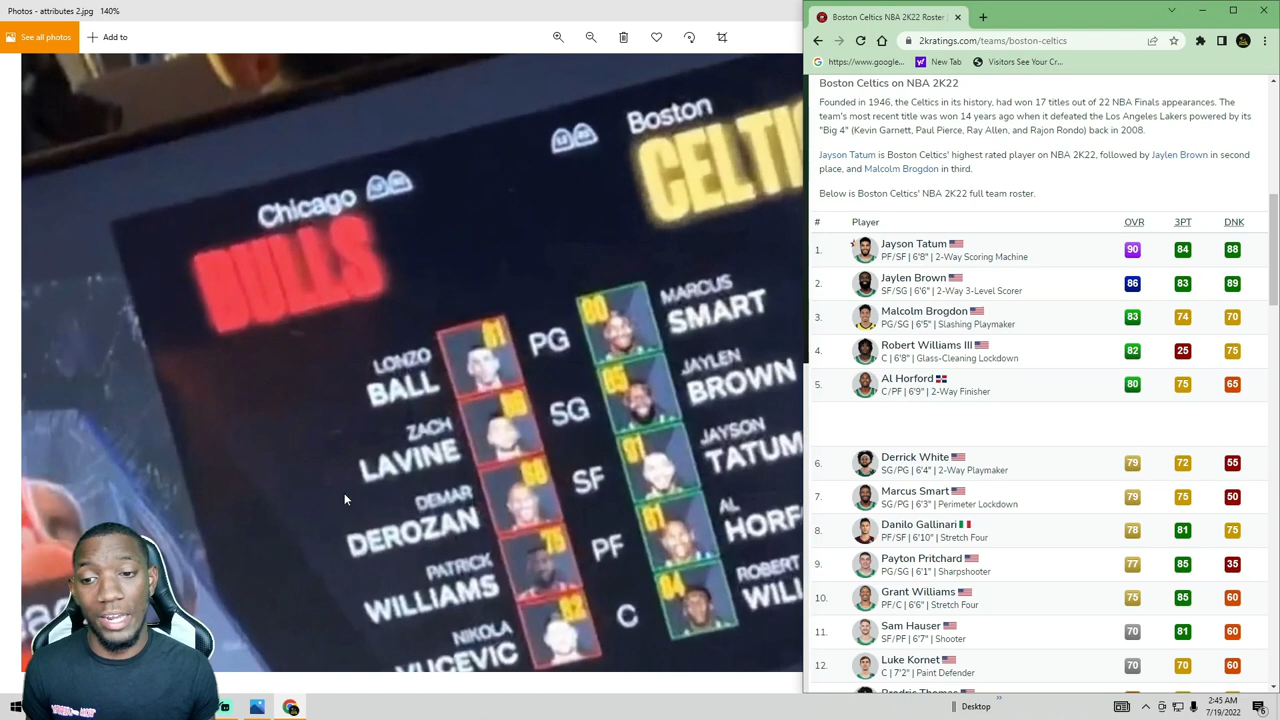 Photos - attributes 2.jpg 140%
See all photos
Add to
Chicago
BULLS
Boston
CELTI
LONZO
BALL
PG
MARCUS
SMART
ZACH
LAVINE
SG
JAYLEN
BROWN
DEMAR
DEROZAN
SF
JAYSON
TATUM
PATRICK
WILLIAMS
PF
AL
HORF
NIKOLA
VUCEVIC
C
ROBERT
WILL
Boston Celtics NBA 2K22 Roster
2kratings.com/teams/boston-celtics
https://www.google...
New Tab
Visitors See Your Cr...
Boston Celtics on NBA 2K22
Founded in 1946, the Celtics in its history, had won 17 titles out of 22 NBA Finals appearances. The
team's most recent title was won 14 years ago when it defeated the Los Angeles Lakers powered by its
"Big 4" (Kevin Garnett, Paul Pierce, Ray Allen, and Rajon Rondo) back in 2008.
Jayson Tatum is Boston Celtics' highest rated player on NBA 2K22, followed by Jaylen Brown in second
place, and Malcolm Brogdon in third.
Below is Boston Celtics' NBA 2K22 full team roster.
# Player OVR 3PT DNK
1. Jayson Tatum 90 84 88
PF/SF | 6'8" | 2-Way Scoring Machine
2. Jaylen Brown 86 83 89
SF/SG | 6'6" | 2-Way 3-Level Scorer
3. Malcolm Brogdon 83 74 70
PG/SG | 6'5" | Slashing Playmaker
4. Robert Williams III 82 25 75
C | 6'8" | Glass-Cleaning Lockdown
5. Al Horford 80 75 65
C/PF | 6'9" | 2-Way Finisher
6. Derrick White 79 72 55
SG/PG | 6'4" | 2-Way Playmaker
7. Marcus Smart 79 75 50
SG/PG | 6'3" | Perimeter Lockdown
8. Danilo Gallinari 78 81 75
PF/SF | 6'10" | Stretch Four
9. Payton Pritchard 77 85 35
PG/SG | 6'1" | Sharpshooter
10. Grant Williams 75 85 60
PF/C | 6'6" | Stretch Four
11. Sam Hauser 70 81 60
SF/PF | 6'7" | Shooter
12. Luke Kornet 70 70 60
C | 7'2" | Paint Defender
Desktop
2:45 AM
7/19/2022